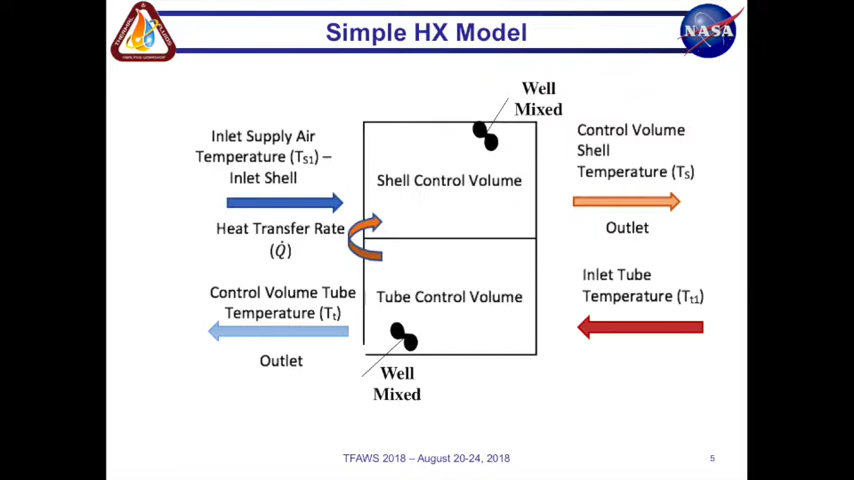 Simple HX Model
NASA
Well
Mixed
Inlet Supply Air
Temperature (TS1) –
Inlet Shell
Control Volume
Shell
Temperature (TS)
Shell Control Volume
Outlet
Heat Transfer Rate
(Q̇)
Inlet Tube
Temperature (Tt1)
Control Volume Tube
Temperature (Tt)
Tube Control Volume
Outlet
Well
Mixed
TFAWS 2018 – August 20-24, 2018
5